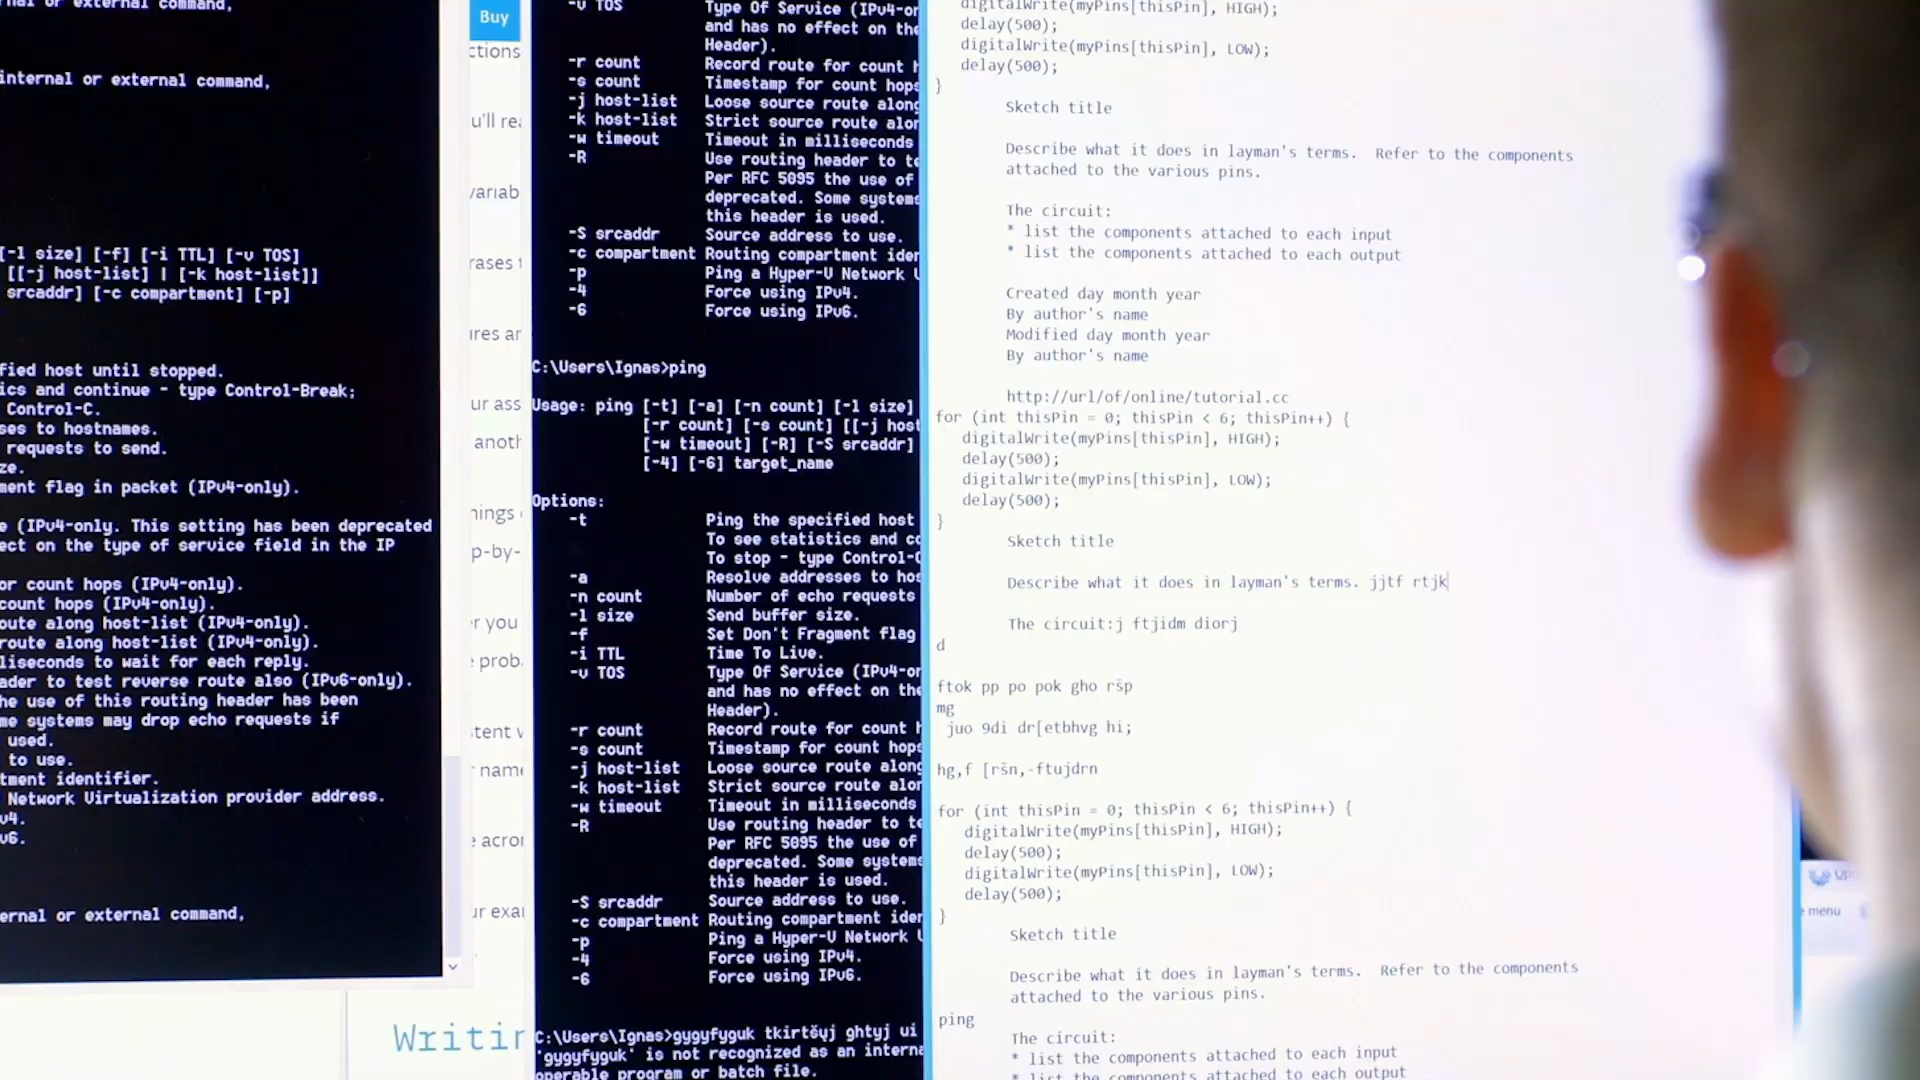 nal or external command,
internal or external command,
[-l size] [-f] [-i TTL] [-v TOS]
[[-j host-list] | [-k host-list]]
srcaddr] [-c compartment] [-p]
fied host until stopped.
ics and continue - type Control-Break;
Control-C.
ses to hostnames.
requests to send.
ze.
ment flag in packet (IPv4-only).
e (IPv4-only. This setting has been deprecated
ect on the type of service field in the IP
or count hops (IPv4-only).
count hops (IPv4-only).
oute along host-list (IPv4-only).
route along host-list (IPv4-only).
liseconds to wait for each reply.
ader to test reverse route also (IPv6-only).
he use of this routing header has been
me systems may drop echo requests if
used.
to use.
tment identifier.
Network Virtualization provider address.
v4.
v6.
ernal or external command,
Buy
ctions
u'll rea
variab
rases t
res ar
ur ass
anoth
nings
p-by-
r you
prob
tent w
name
acro
ur exa
Writin
-v TOS Type Of Service (IPv4-or
and has no effect on the
Header).
-r count Record route for count h
-s count Timestamp for count hops
-j host-list Loose source route along
-k host-list Strict source route alor
-w timeout Timeout in milliseconds
-R Use routing header to te
Per RFC 5095 the use of
deprecated. Some systems
this header is used.
-S srcaddr Source address to use.
-c compartment Routing compartment iden
-p Ping a Hyper-V Network V
-4 Force using IPv4.
-6 Force using IPv6.
C:\Users\Ignas>ping
Usage: ping [-t] [-a] [-n count] [-l size]
[-r count] [-s count] [[-j host
[-w timeout] [-R] [-S srcaddr]
[-4] [-6] target_name
Options:
-t Ping the specified host
To see statistics and co
To stop - type Control-C
-a Resolve addresses to hos
-n count Number of echo requests
-l size Send buffer size.
-f Set Don't Fragment flag
-i TTL Time To Live.
-v TOS Type Of Service (IPv4-or
and has no effect on the
Header).
-r count Record route for count h
-s count Timestamp for count hops
-j host-list Loose source route along
-k host-list Strict source route alor
-w timeout Timeout in milliseconds
-R Use routing header to te
Per RFC 5095 the use of
deprecated. Some systems
this header is used.
-S srcaddr Source address to use.
-c compartment Routing compartment iden
-p Ping a Hyper-V Network V
-4 Force using IPv4.
-6 Force using IPv6.
C:\Users\Ignas>gygyfyguk tkirtšųj ghtyj ui
'gygyfyguk' is not recognized as an interna
operable program or batch file.
digitalWrite(myPins[thisPin], HIGH);
delay(500);
digitalWrite(myPins[thisPin], LOW);
delay(500);
}
Sketch title
Describe what it does in layman's terms. Refer to the components
attached to the various pins.
The circuit:
* list the components attached to each input
* list the components attached to each output
Created day month year
By author's name
Modified day month year
By author's name
http://url/of/online/tutorial.cc
for (int thisPin = 0; thisPin < 6; thisPin++) {
digitalWrite(myPins[thisPin], HIGH);
delay(500);
digitalWrite(myPins[thisPin], LOW);
delay(500);
}
Sketch title
Describe what it does in layman's terms. jjtf rtjk
The circuit:j ftjidm diorj
d
ftok pp po pok gho ršp
mg
juo 9di dr[etbhvg hi;
hg,f [ršn,-ftujdrn
for (int thisPin = 0; thisPin < 6; thisPin++) {
digitalWrite(myPins[thisPin], HIGH);
delay(500);
digitalWrite(myPins[thisPin], LOW);
delay(500);
}
Sketch title
Describe what it does in layman's terms. Refer to the components
attached to the various pins.
ping
The circuit:
* list the components attached to each input
* list the components attached to each output
menu